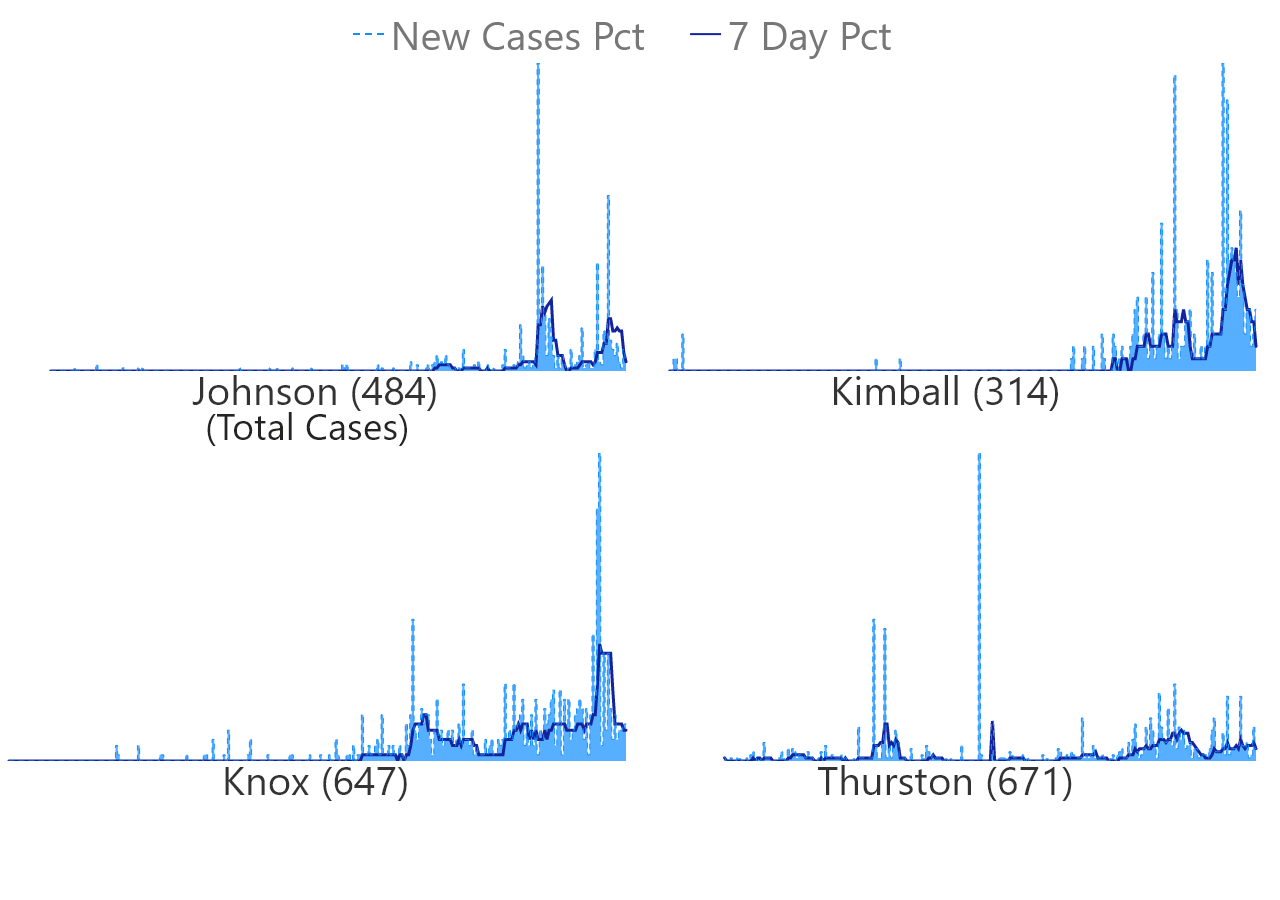 New Cases Pct 7 Day Pct
Johnson (484)
(Total Cases)
Kimball (314)
Knox (647)
Thurston (671)